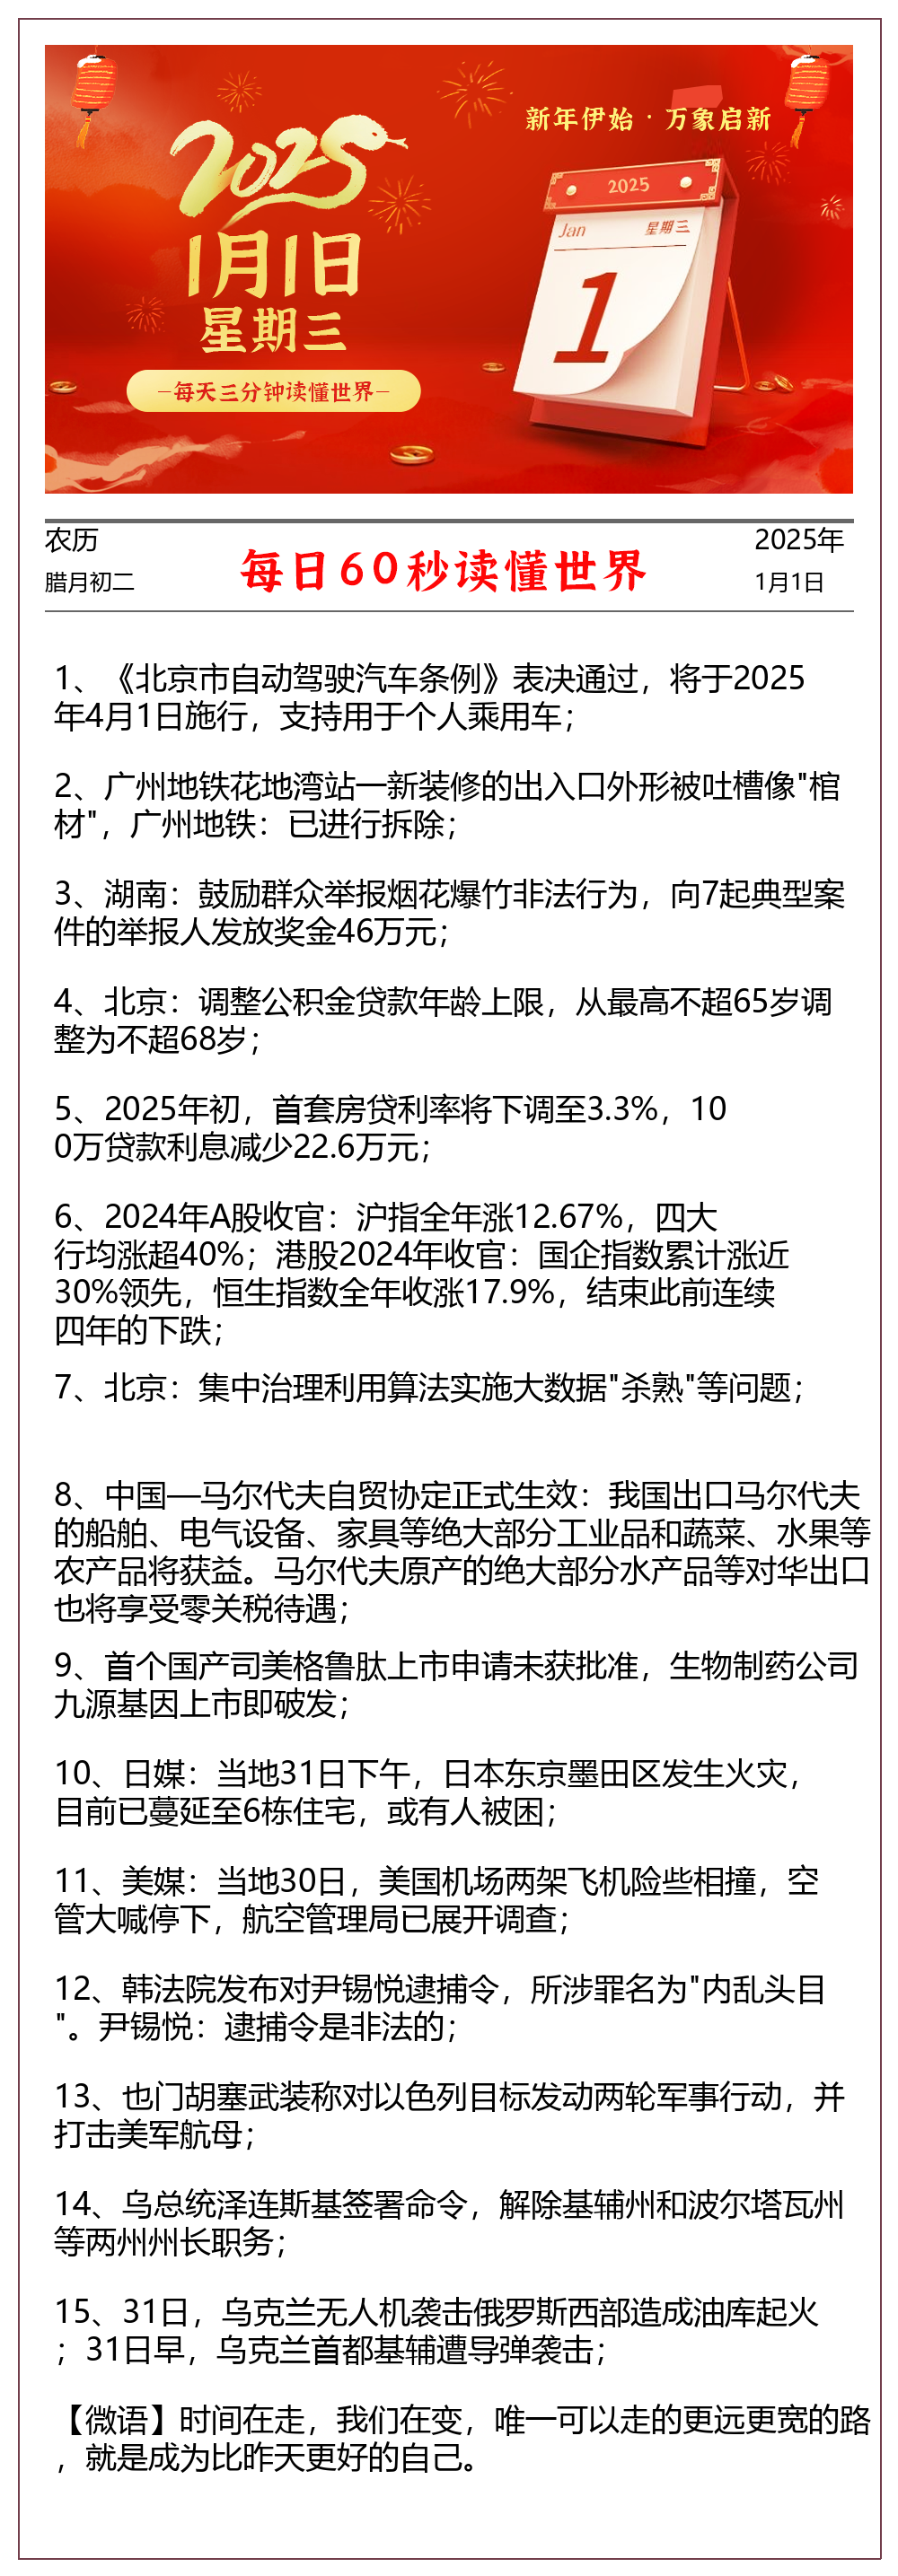 新年伊始 · 万象启新
2025
1月1日
星期三
—每天三分钟读懂世界—
2025
Jan 星期三
1
农历
腊月初二
每日60秒读懂世界
2025年
1月1日
1、《北京市自动驾驶汽车条例》表决通过，将于2025
年4月1日施行，支持用于个人乘用车；
2、广州地铁花地湾站一新装修的出入口外形被吐槽像"棺
材"，广州地铁：已进行拆除；
3、湖南：鼓励群众举报烟花爆竹非法行为，向7起典型案
件的举报人发放奖金46万元；
4、北京：调整公积金贷款年龄上限，从最高不超65岁调
整为不超68岁；
5、2025年初，首套房贷利率将下调至3.3%，10
0万贷款利息减少22.6万元；
6、2024年A股收官：沪指全年涨12.67%，四大
行均涨超40%；港股2024年收官：国企指数累计涨近
30%领先，恒生指数全年收涨17.9%，结束此前连续
四年的下跌；
7、北京：集中治理利用算法实施大数据"杀熟"等问题；
8、中国—马尔代夫自贸协定正式生效：我国出口马尔代夫
的船舶、电气设备、家具等绝大部分工业品和蔬菜、水果等
农产品将获益。马尔代夫原产的绝大部分水产品等对华出口
也将享受零关税待遇；
9、首个国产司美格鲁肽上市申请未获批准，生物制药公司
九源基因上市即破发；
10、日媒：当地31日下午，日本东京墨田区发生火灾，
目前已蔓延至6栋住宅，或有人被困；
11、美媒：当地30日，美国机场两架飞机险些相撞，空
管大喊停下，航空管理局已展开调查；
12、韩法院发布对尹锡悦逮捕令，所涉罪名为"内乱头目
"。尹锡悦：逮捕令是非法的；
13、也门胡塞武装称对以色列目标发动两轮军事行动，并
打击美军航母；
14、乌总统泽连斯基签署命令，解除基辅州和波尔塔瓦州
等两州州长职务；
15、31日，乌克兰无人机袭击俄罗斯西部造成油库起火
；31日早，乌克兰首都基辅遭导弹袭击；
【微语】时间在走，我们在变，唯一可以走的更远更宽的路
，就是成为比昨天更好的自己。